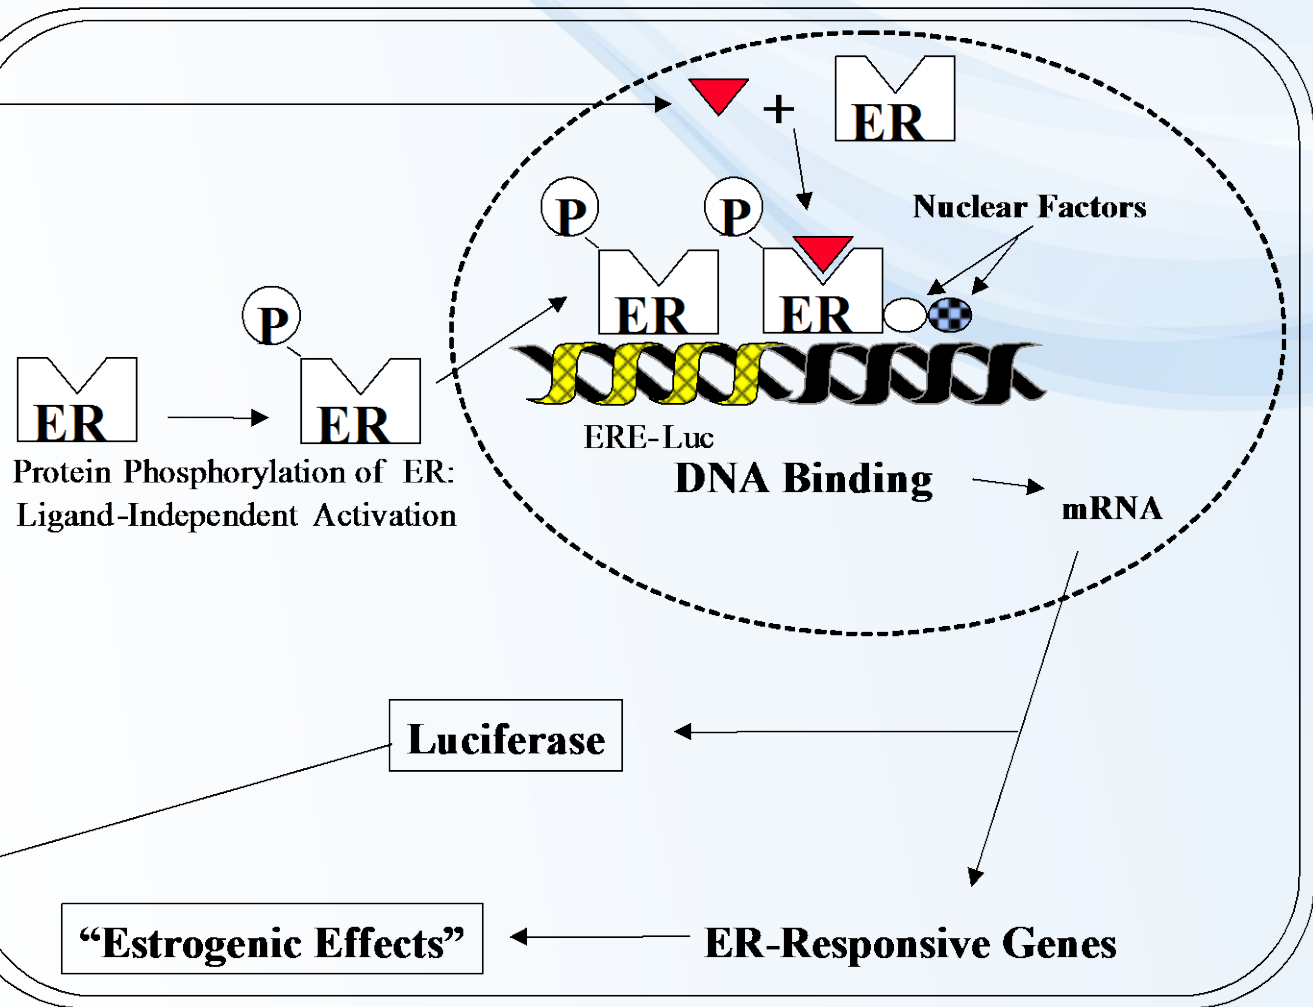 +
ER
P
P
Nuclear Factors
ER
ER
P
ER
ER
ERE-Luc
Protein Phosphorylation of ER:
Ligand-Independent Activation
DNA Binding
mRNA
Luciferase
“Estrogenic Effects”
ER-Responsive Genes